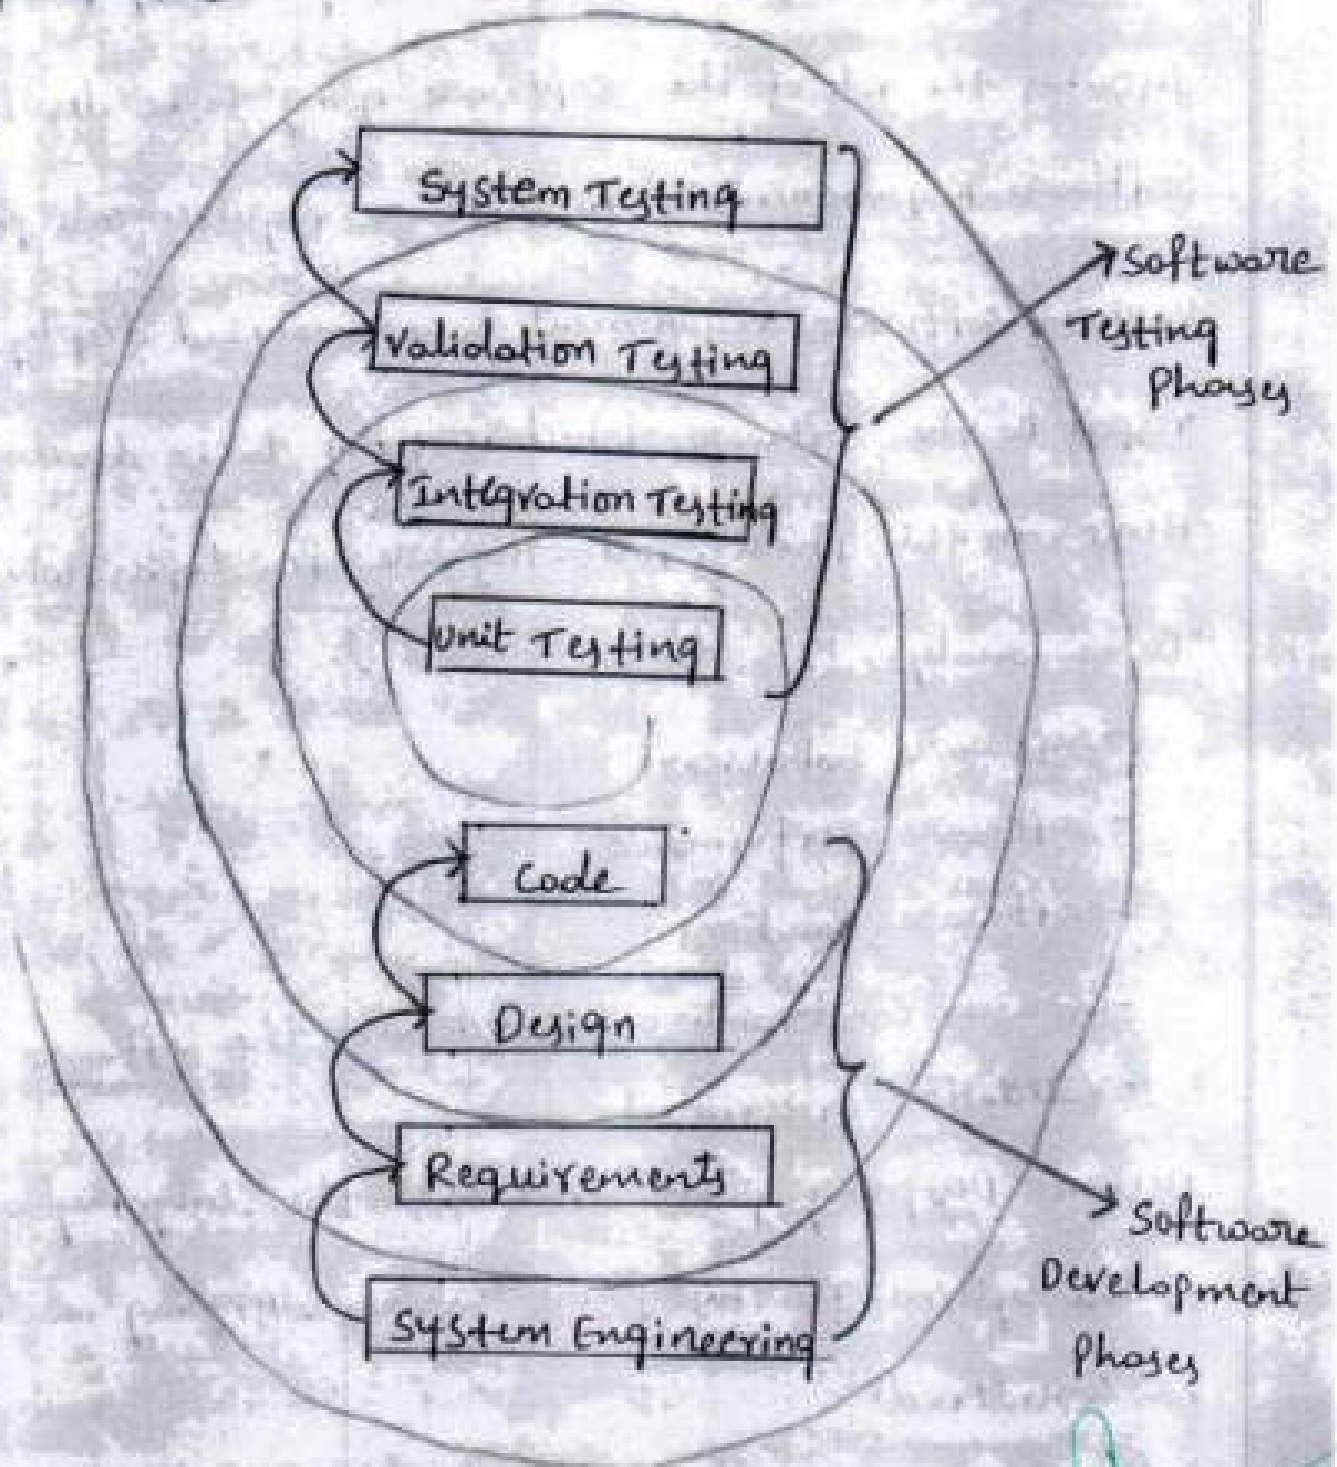 System Testing
Software
Testing
Phases
Validation Testing
Integration Testing
Unit Testing
Code
Design
Requirements
Software
Development
Phases
System Engineering